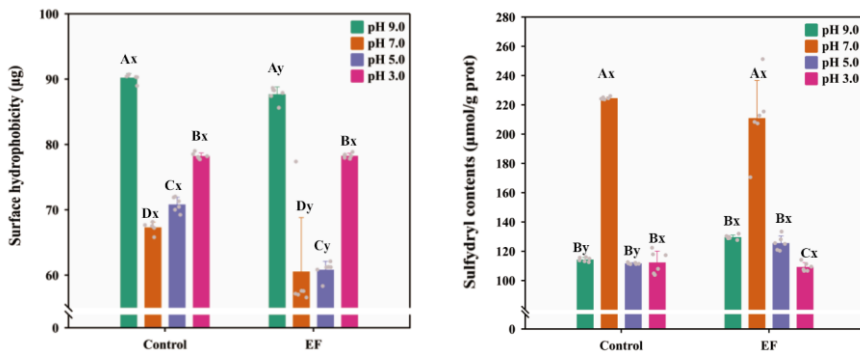 Surface hydrophobicity (μg)
100
90
80
70
60
0
pH 9.0
pH 7.0
pH 5.0
pH 3.0
Ax
Dx
Cx
Bx
Ay
Dy
Cy
Bx
Control
EF
Sulfydryl contents (μmol/g prot)
280
260
240
220
200
180
160
140
120
100
0
pH 9.0
pH 7.0
pH 5.0
pH 3.0
By
Ax
By
Bx
Bx
Ax
Bx
Cx
Control
EF